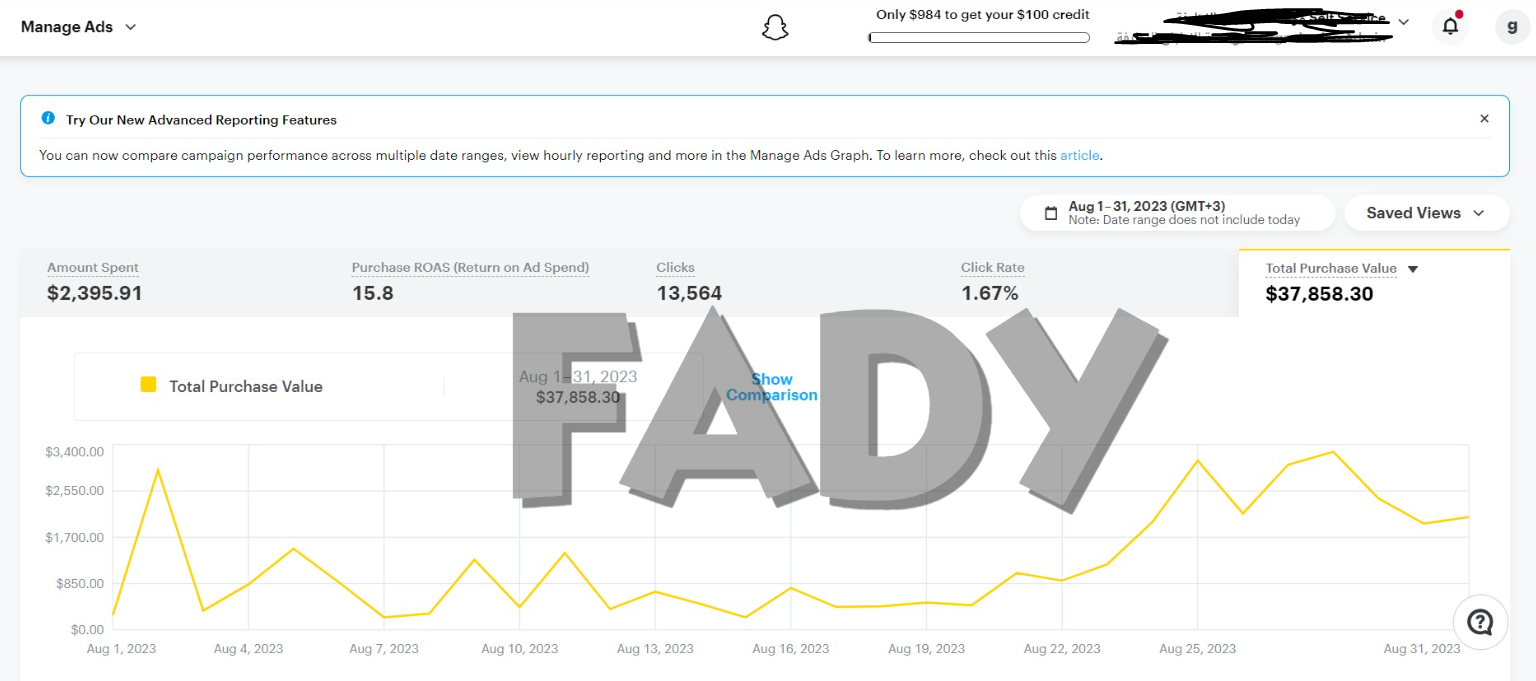 Manage Ads
Only $984 to get your $100 credit
g
Try Our New Advanced Reporting Features
You can now compare campaign performance across multiple date ranges, view hourly reporting and more in the Manage Ads Graph. To learn more, check out this article.
Aug 1 – 31, 2023 (GMT+3)
Note: Date range does not include today
Saved Views
Amount Spent
$2,395.91
Purchase ROAS (Return on Ad Spend)
15.8
Clicks
13,564
Click Rate
1.67%
Total Purchase Value
$37,858.30
FADY
Total Purchase Value
Aug 1–31, 2023
$37,858.30
Show
Comparison
$3,400.00
$2,550.00
$1,700.00
$850.00
$0.00
Aug 1, 2023 Aug 4, 2023 Aug 7, 2023 Aug 10, 2023 Aug 13, 2023 Aug 16, 2023 Aug 19, 2023 Aug 22, 2023 Aug 25, 2023 Aug 31, 2023